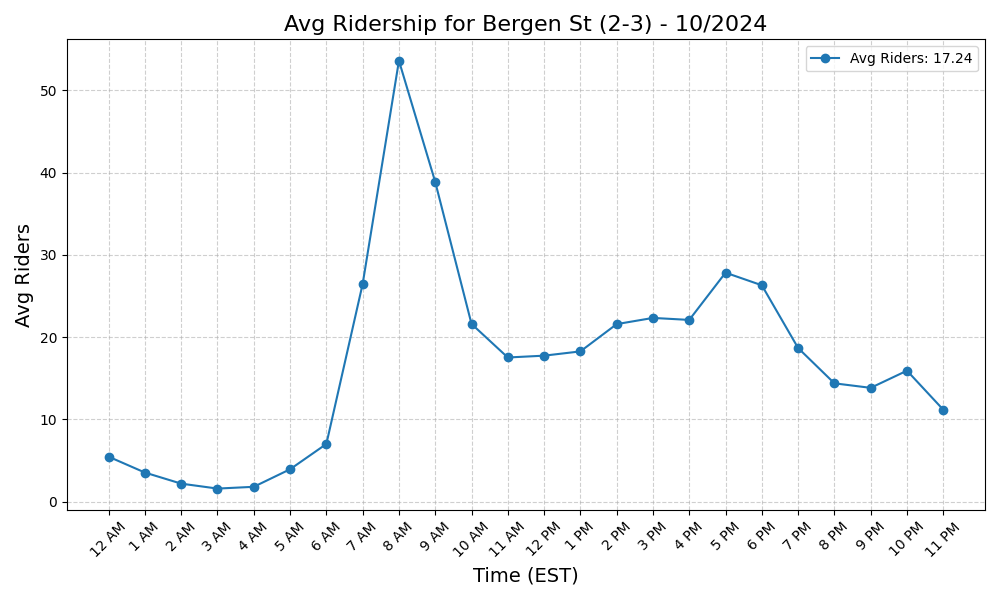 Avg Ridership for Bergen St (2-3) - 10/2024
Avg Riders: 17.24
Avg Riders
50
40
30
20
10
0
12 AM
1 AM
2 AM
3 AM
4 AM
5 AM
6 AM
7 AM
8 AM
9 AM
10 AM
11 AM
12 PM
1 PM
2 PM
3 PM
4 PM
5 PM
6 PM
7 PM
8 PM
9 PM
10 PM
11 PM
Time (EST)